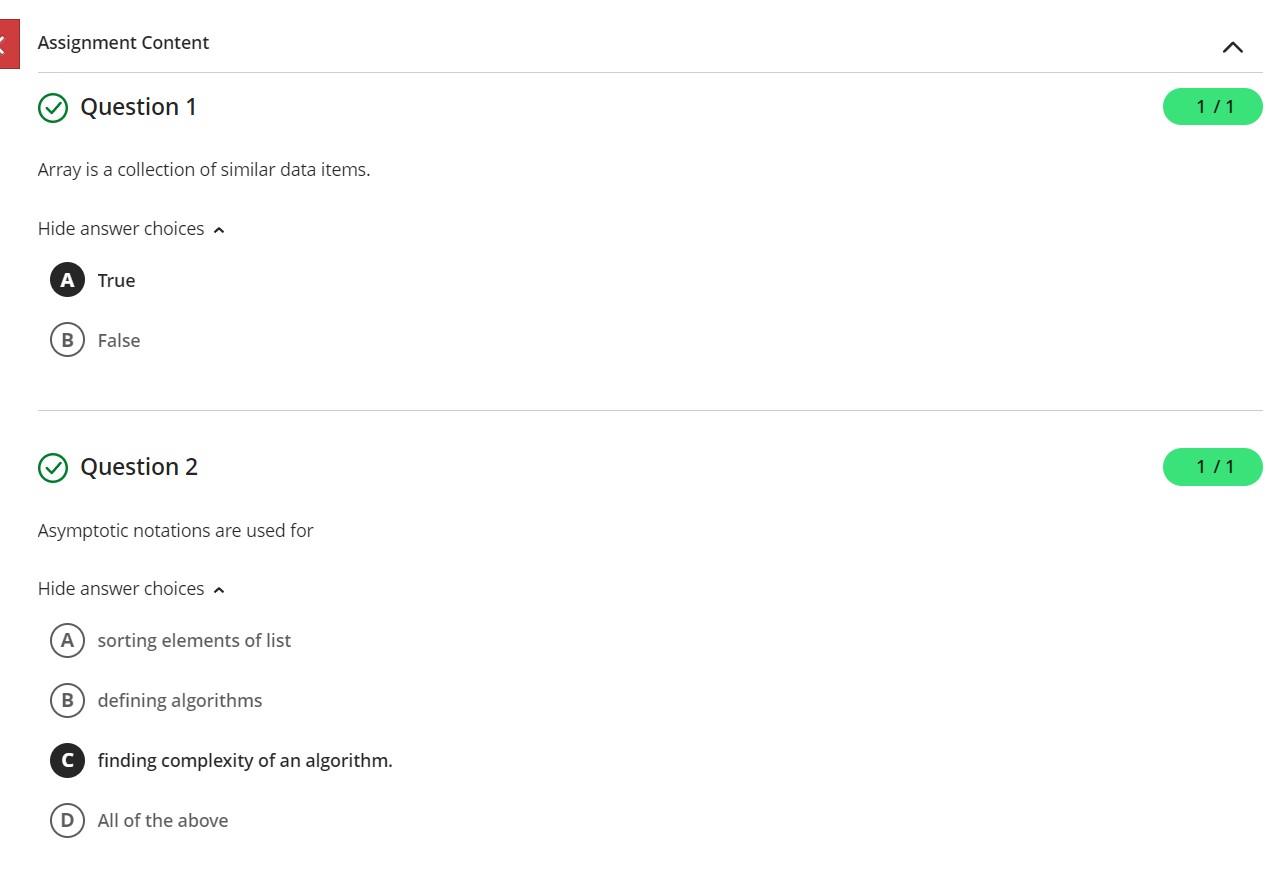 Assignment Content
Question 1
1 / 1
Array is a collection of similar data items.
Hide answer choices
A True
B False
Question 2
1 / 1
Asymptotic notations are used for
Hide answer choices
A sorting elements of list
B defining algorithms
C finding complexity of an algorithm.
D All of the above